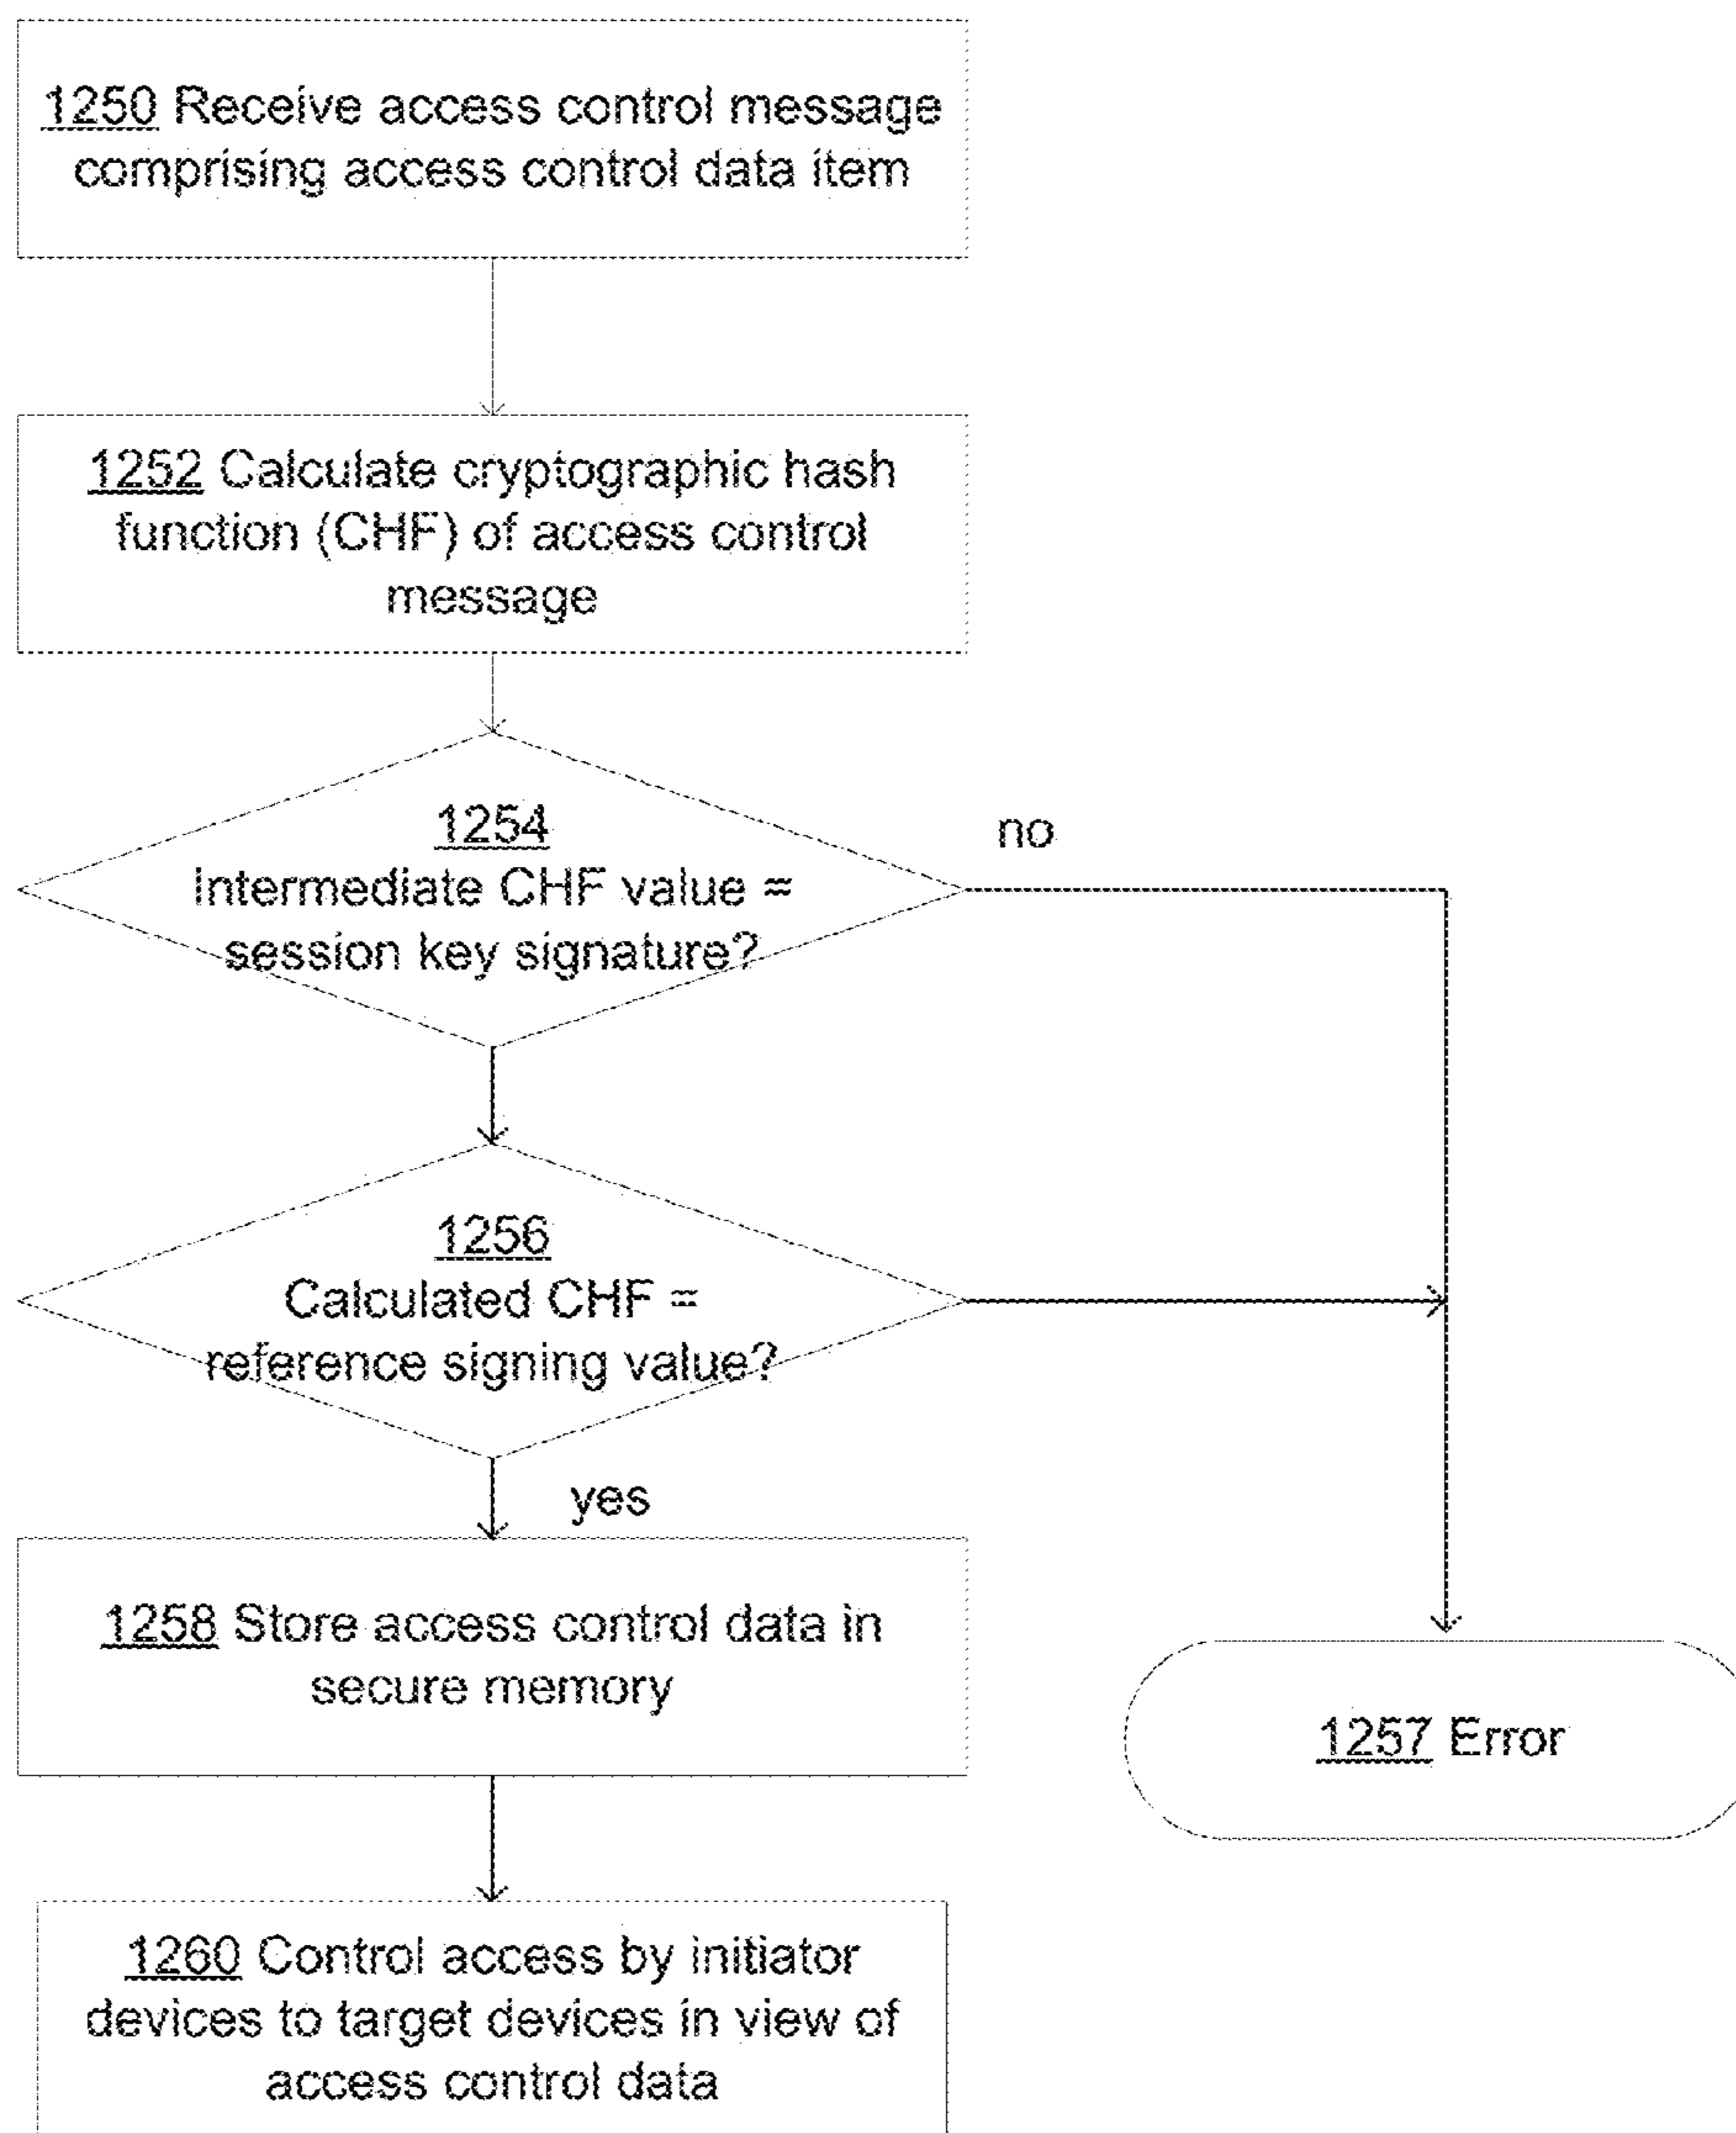 1250 Receive access control message
comprising access control data item
1252 Calculate cryptographic hash
function (CHF) of access control
message
1254
Intermediate CHF value =
session key signature?
no
1256
Calculated CHF =
reference signing value?
yes
1258 Store access control data in
secure memory
1257 Error
1260 Control access by initiator
devices to target devices in view of
access control data